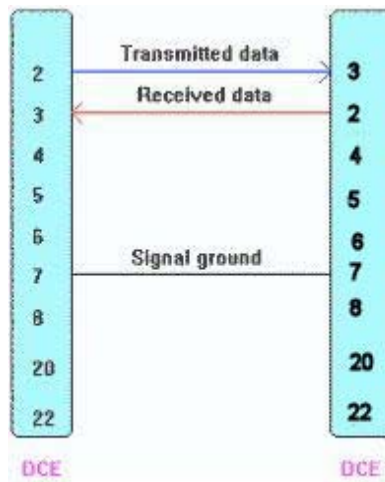 Transmitted data
2 3
Received data
3 2
4 4
5 5
6 6
Signal ground
7 7
8 8
20 20
22 22
DCE DCE